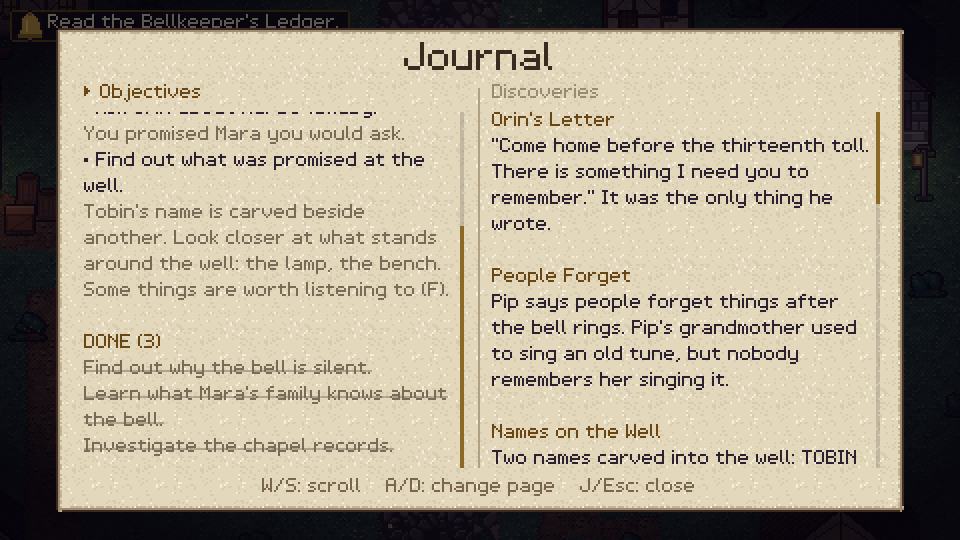 Read the Bellkeeper's Ledger.
Journal
Objectives
You promised Mara you would ask.
• Find out what was promised at the
well.
Tobin's name is carved beside
another. Look closer at what stands
around the well: the lamp, the bench.
Some things are worth listening to (F).
DONE (3)
Find out why the bell is silent.
Learn what Mara's family knows about
the bell.
Investigate the chapel records.
Discoveries
Orin's Letter
"Come home before the thirteenth toll.
There is something I need you to
remember." It was the only thing he
wrote.
People Forget
Pip says people forget things after
the bell rings. Pip's grandmother used
to sing an old tune, but nobody
remembers her singing it.
Names on the Well
Two names carved into the well: TOBIN
W/S: scroll A/D: change page J/Esc: close